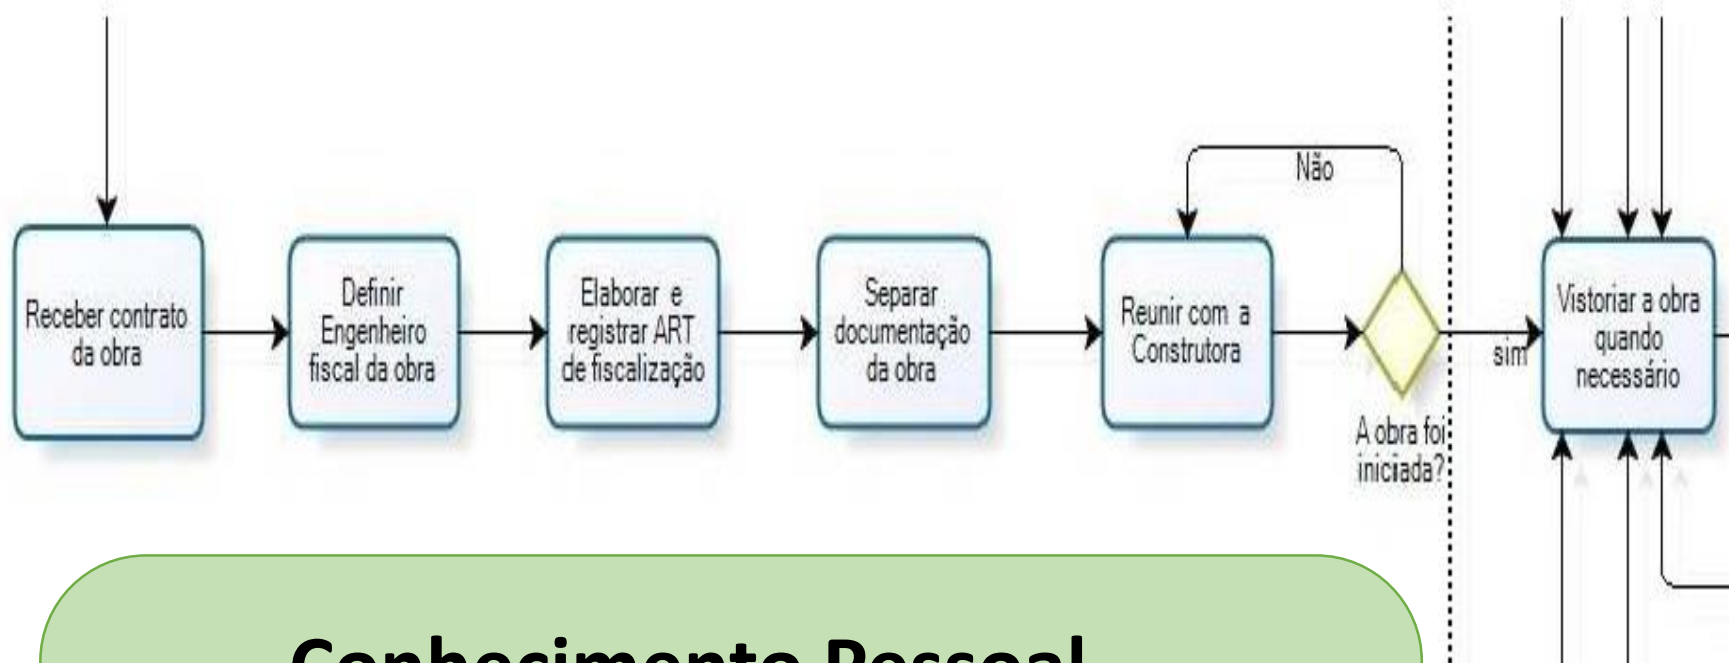 Receber contrato
da obra
Definir
Engenheiro
fiscal da obra
Elaborar e
registrar ART
de fiscalização
Separar
documentação
da obra
Reunir com a
Construtora
Não
A obra foi
iniciada?
sim
Vistoriar a obra
quando
necessário
Conhecimento Pessoal